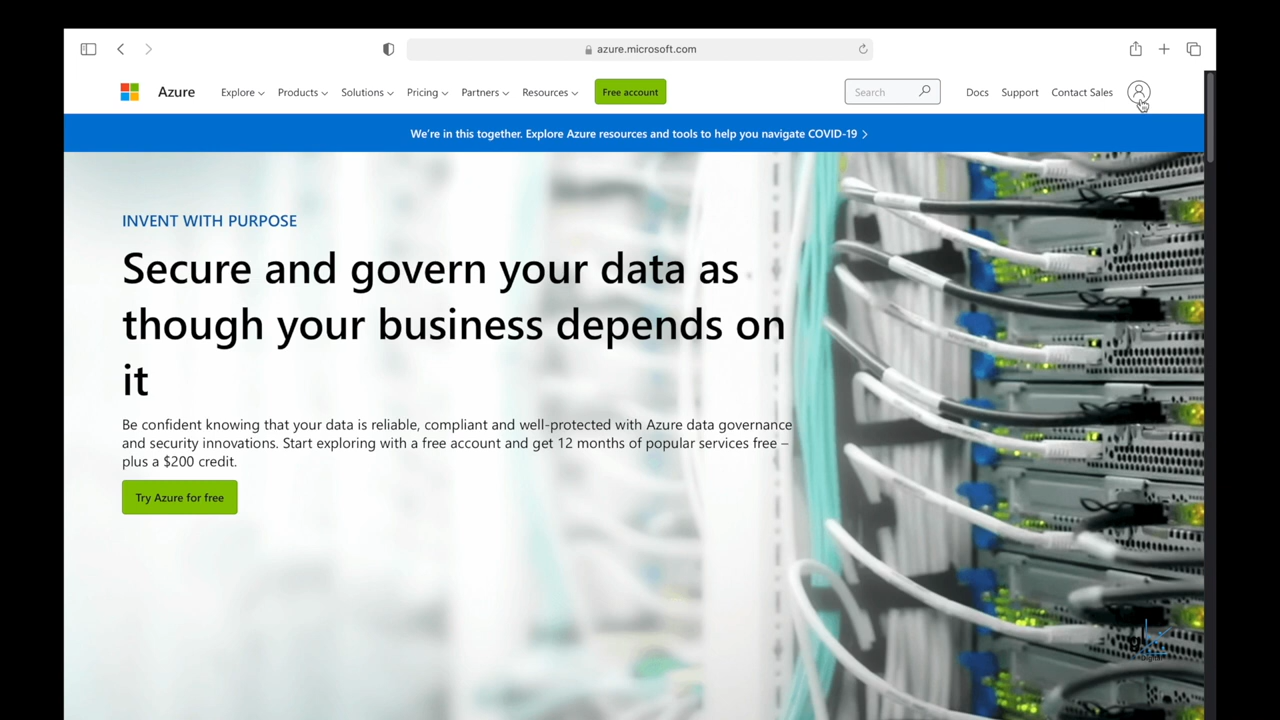 azure.microsoft.com
Azure Explore Products Solutions Pricing Partners Resources Free account Search Docs Support Contact Sales
We're in this together. Explore Azure resources and tools to help you navigate COVID-19
INVENT WITH PURPOSE
Secure and govern your data as
though your business depends on
it
Be confident knowing that your data is reliable, compliant and well-protected with Azure data governance
and security innovations. Start exploring with a free account and get 12 months of popular services free –
plus a $200 credit.
Try Azure for free